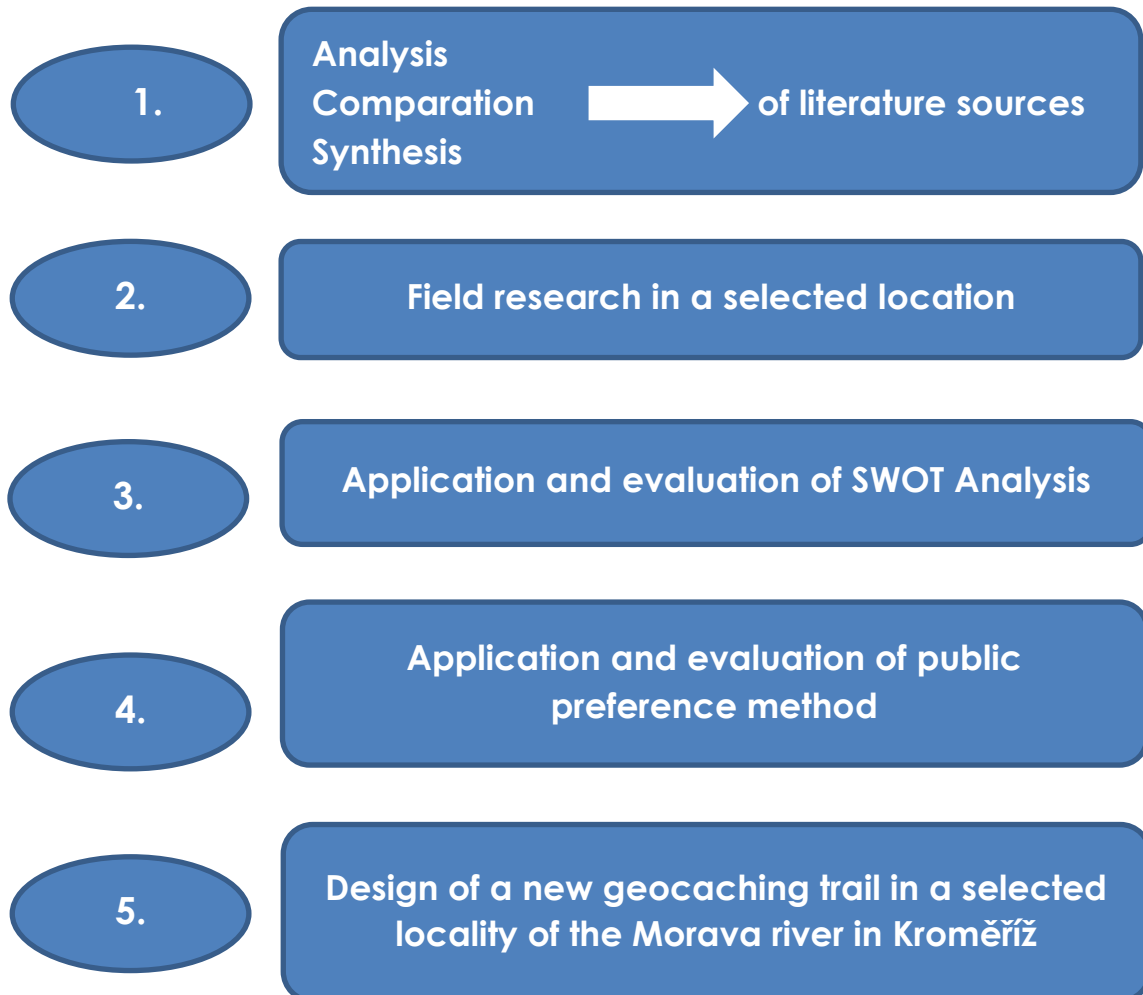 1.
Analysis
Comparation
Synthesis
of literature sources
2.
Field research in a selected location
3.
Application and evaluation of SWOT Analysis
4.
Application and evaluation of public
preference method
5.
Design of a new geocaching trail in a selected
locality of the Morava river in Kroměříž